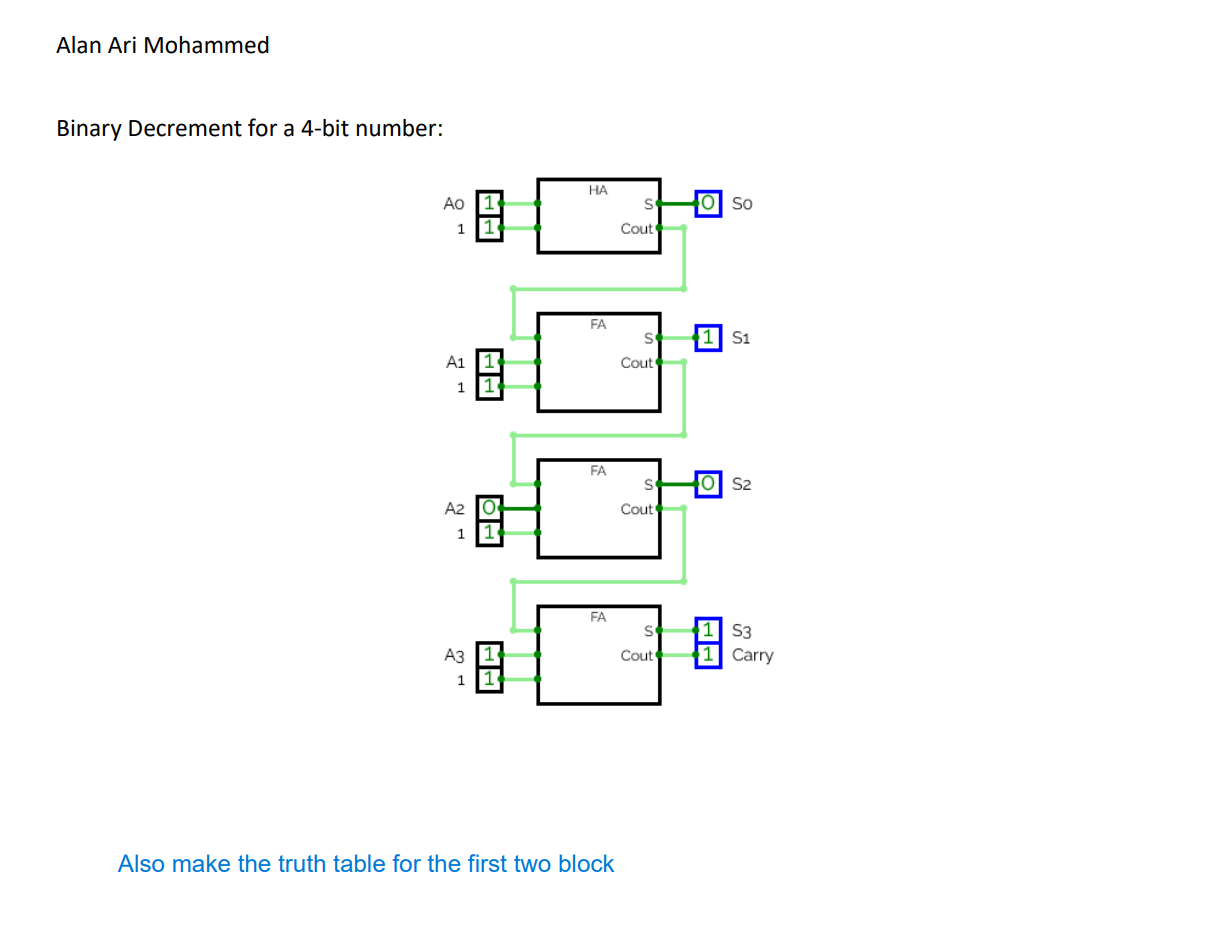 Alan Ari Mohammed
Binary Decrement for a 4-bit number:
HA
A0 1 S 0 S0
1 1 Cout
FA
S 1 S1
A1 1 Cout
1 1
FA
S 0 S2
A2 0 Cout
1 1
FA
S 1 S3
A3 1 Cout 1 Carry
1 1
Also make the truth table for the first two block